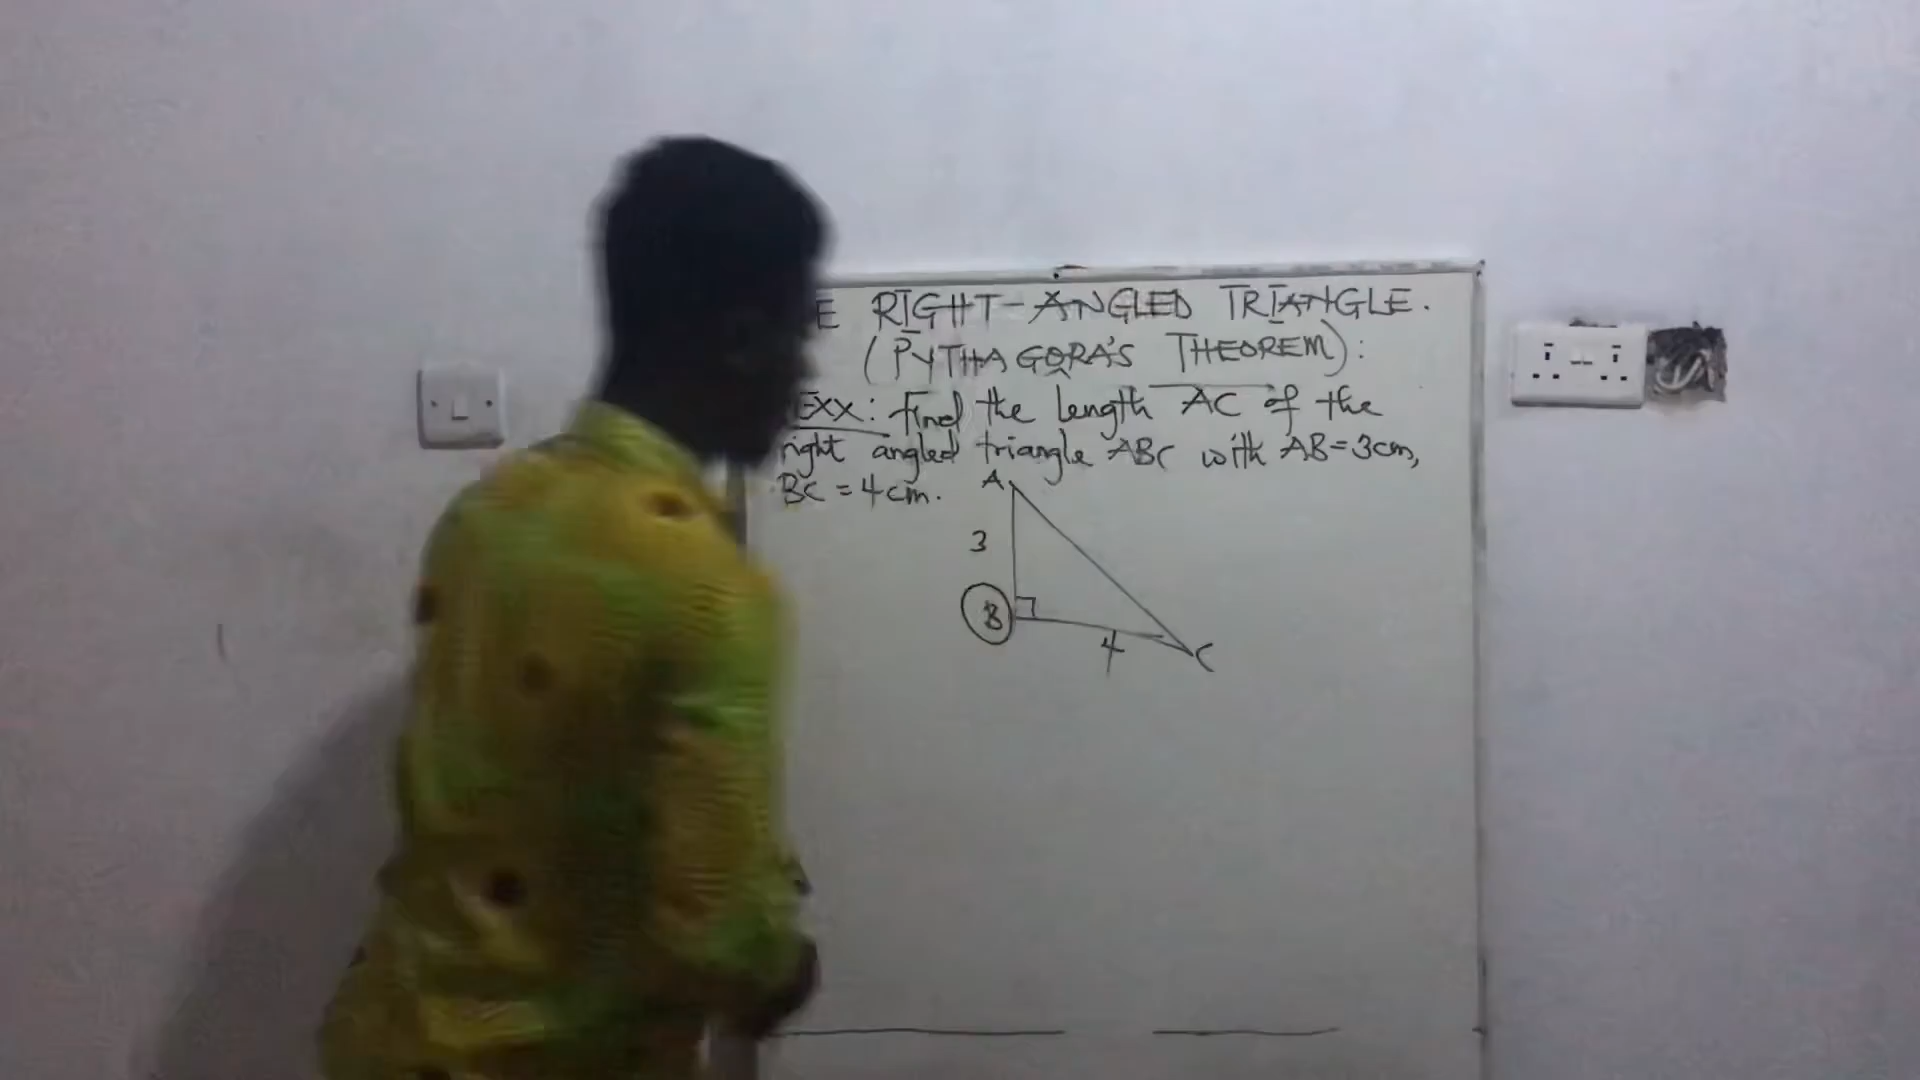 E RIGHT-ANGLED TRIANGLE.
(PYTHAGORA'S THEOREM):
EXX: find the length AC of the
right angled triangle ABC with AB=3cm,
BC = 4cm.
A
3
B
4
C